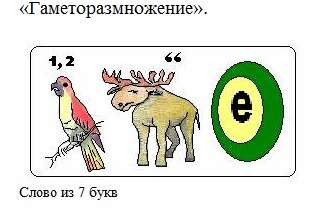 «Гаметоразмножение».
1,2 “ e
Слово из 7 букв